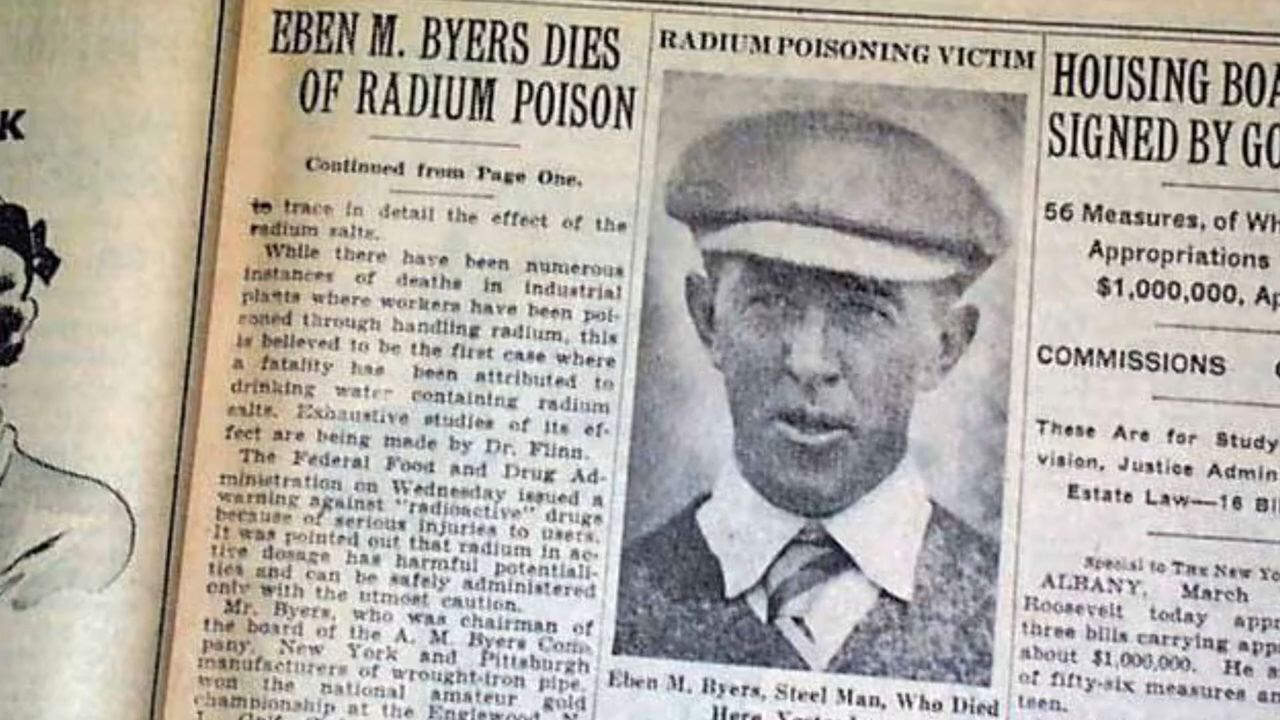 K
EBEN M. BYERS DIES
OF RADIUM POISON
Continued from Page One.
to trace in detail the effect of the
radium salts.
While there have been numerous
instances of deaths in industrial
plants where workers have been poi-
soned through handling radium, this
is believed to be the first case where
a fatality has been attributed to
drinking water containing radium
salts. Exhaustive studies of its ef-
fect are being made by Dr. Flinn.
The Federal Food and Drug Ad-
ministration on Wednesday issued a
warning against "radioactive" drugs
because of serious injuries to users.
It was pointed out that radium in ac-
tive dosage has harmful potentiali-
ties and can be safely administered
only with the utmost caution.
Mr. Byers, who was chairman of
the board of the A. M. Byers Com-
pany, New York and Pittsburgh
manufacturers of wrought-iron pipe,
won the national amateur gold
championship at the Englewood, N.
RADIUM POISONING VICTIM
Eben M. Byers, Steel Man, Who Died
Here
HOUSING BOA
SIGNED BY GO
56 Measures, of Wh
Appropriations
$1,000,000, Ap
COMMISSIONS
These Are for Study
vision, Justice Admin
Estate Law—16 Bi
Special to THE NEW YO
ALBANY, March
Roosevelt today appr
three bills carrying appr
about $1,000,000. He a
of fifty-six measures an
teen.